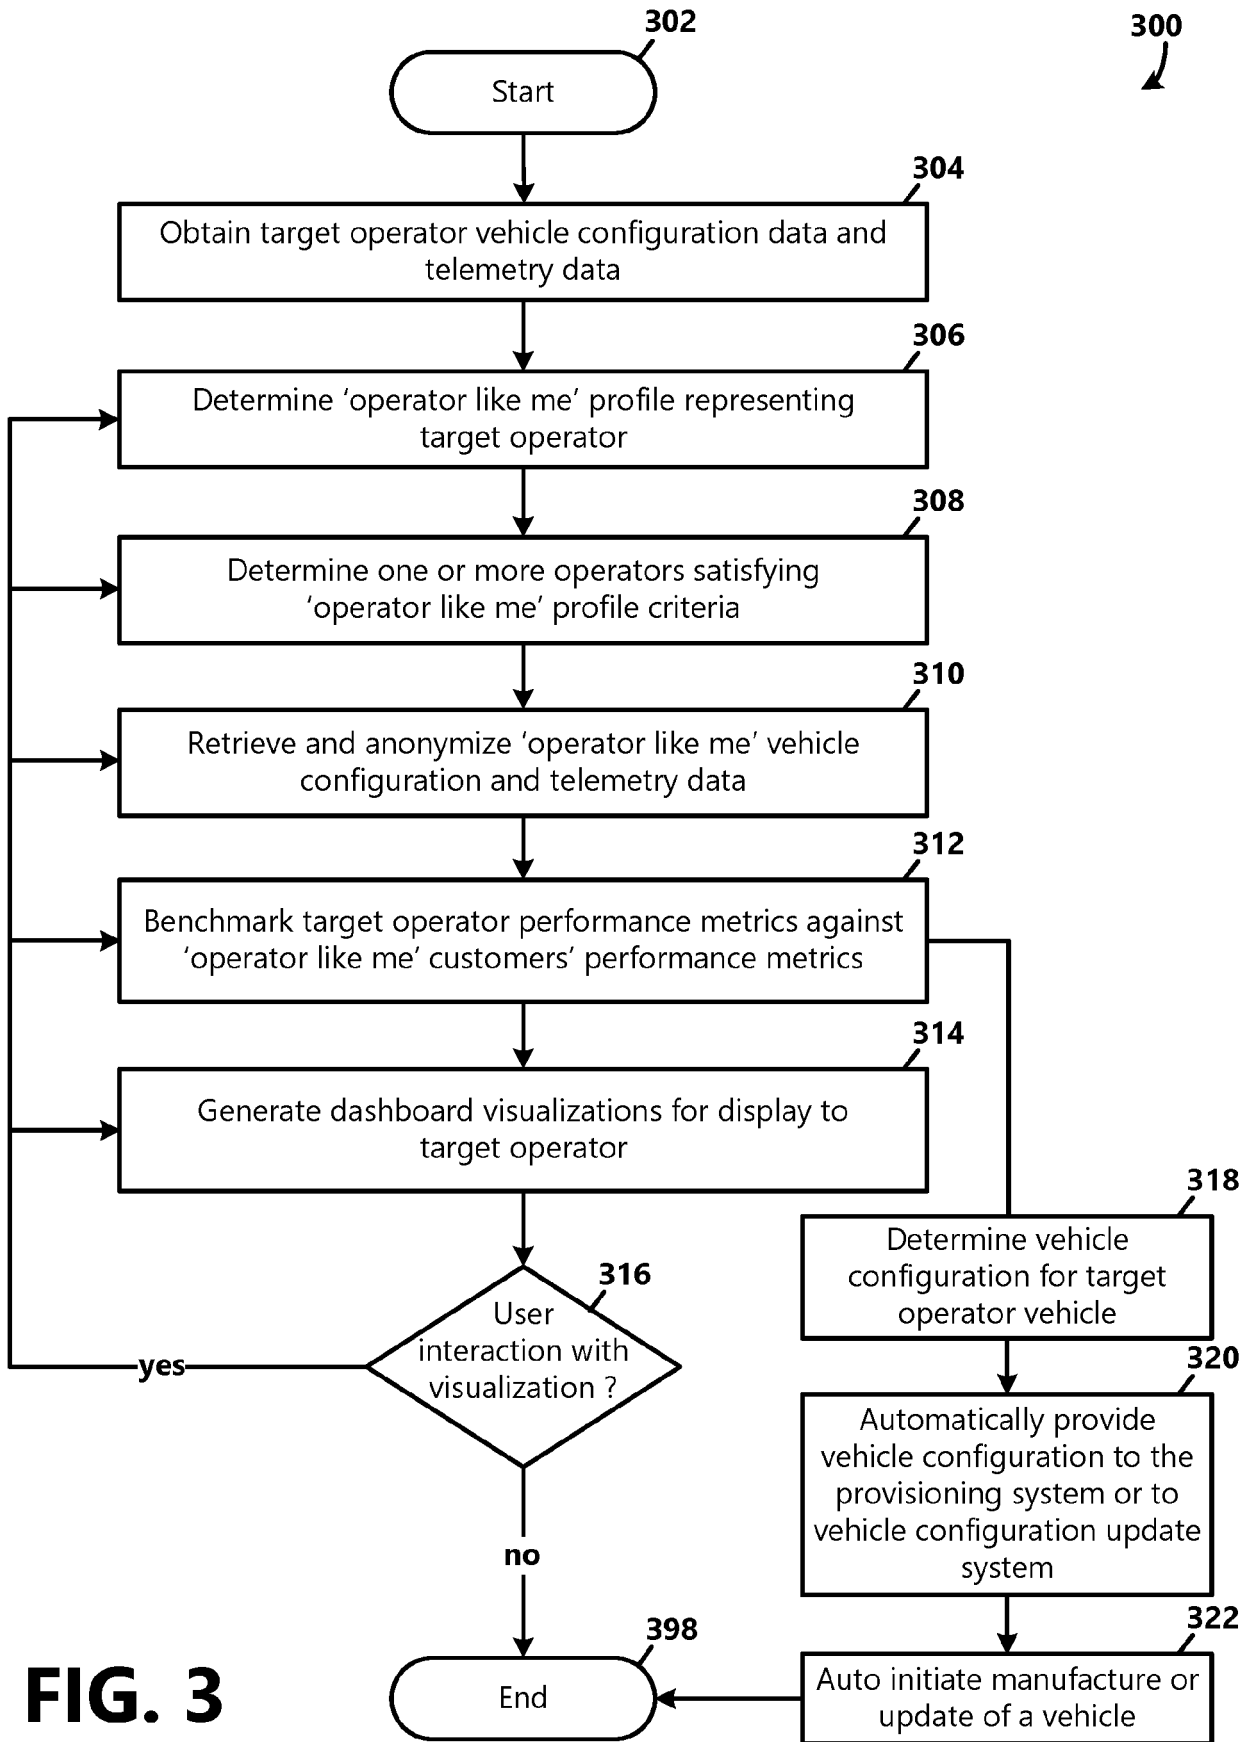 302
300
Start
304
Obtain target operator vehicle configuration data and
telemetry data
306
Determine ‘operator like me’ profile representing
target operator
308
Determine one or more operators satisfying
‘operator like me’ profile criteria
310
Retrieve and anonymize ‘operator like me’ vehicle
configuration and telemetry data
312
Benchmark target operator performance metrics against
‘operator like me’ customers’ performance metrics
314
Generate dashboard visualizations for display to
target operator
316
User
interaction with
visualization ?
yes
no
318
Determine vehicle
configuration for target
operator vehicle
320
Automatically provide
vehicle configuration to the
provisioning system or to
vehicle configuration update
system
322
Auto initiate manufacture or
update of a vehicle
398
End
FIG. 3